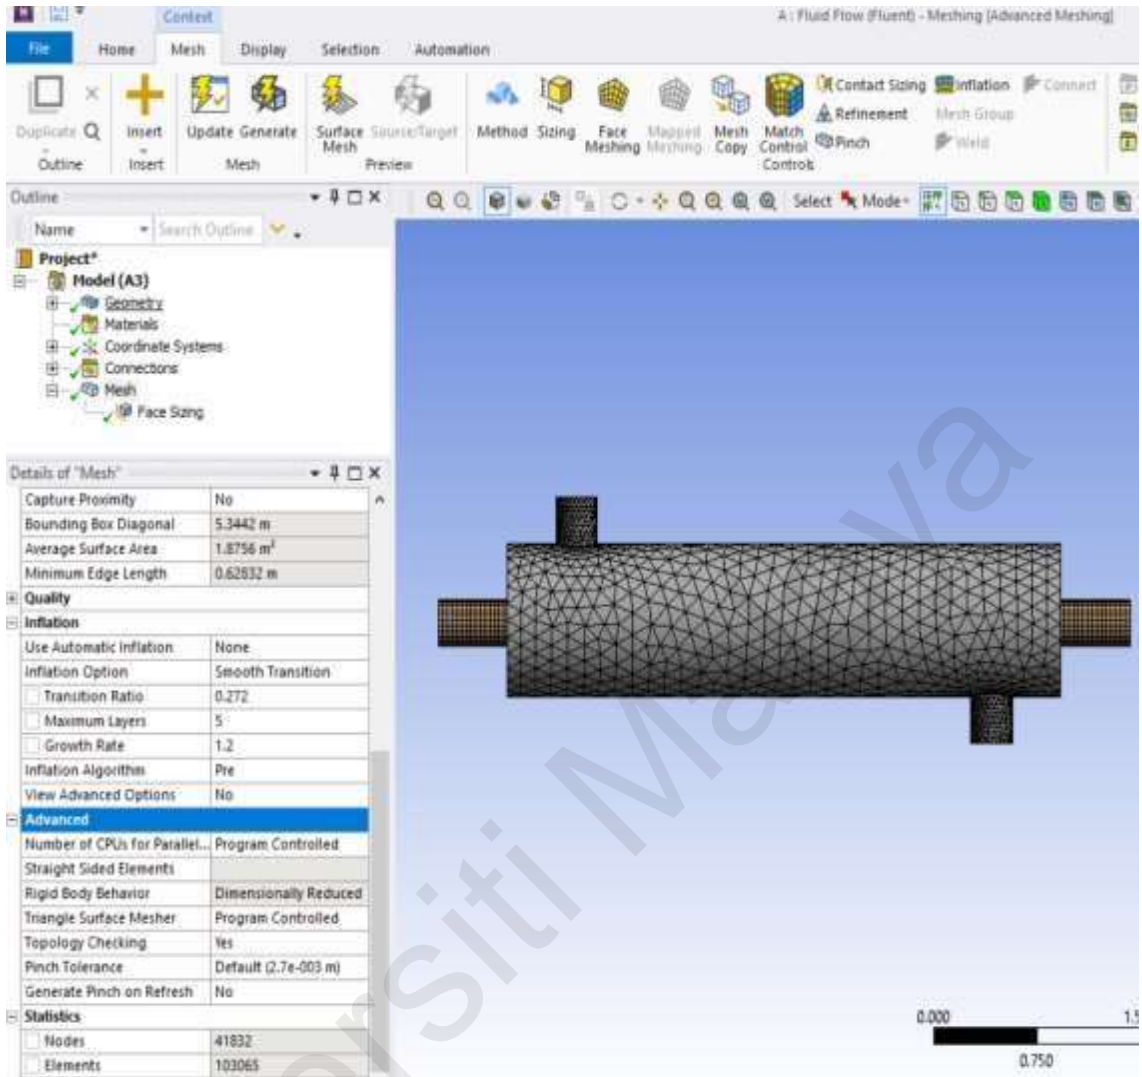 Context
A : Fluid Flow (Fluent) - Meshing [Advanced Meshing]
File Home Mesh Display Selection Automation
Duplicate Q
Outline
Insert
Insert
Update Generate
Mesh
Surface Mesh Source/Target
Preview
Method Sizing Face Meshing Mapped Meshing Mesh Copy Match Control
Contact Sizing Inflation Connect
Refinement Mesh Group
Pinch Weld
Controls
Outline
Name Search Outline
Select Mode
Project*
Model (A3)
Geometry
Materials
Coordinate Systems
Connections
Mesh
Face Sizing
Details of "Mesh"
Capture Proximity No
Bounding Box Diagonal 5.3442 m
Average Surface Area 1.8756 m²
Minimum Edge Length 0.62832 m
Quality
Inflation
Use Automatic Inflation None
Inflation Option Smooth Transition
Transition Ratio 0.272
Maximum Layers 5
Growth Rate 1.2
Inflation Algorithm Pre
View Advanced Options No
Advanced
Number of CPUs for Parallel... Program Controlled
Straight Sided Elements
Rigid Body Behavior Dimensionally Reduced
Triangle Surface Mesher Program Controlled
Topology Checking Yes
Pinch Tolerance Default (2.7e-003 m)
Generate Pinch on Refresh No
Statistics
Nodes 41832
Elements 103065
0.000 1.5
0.750